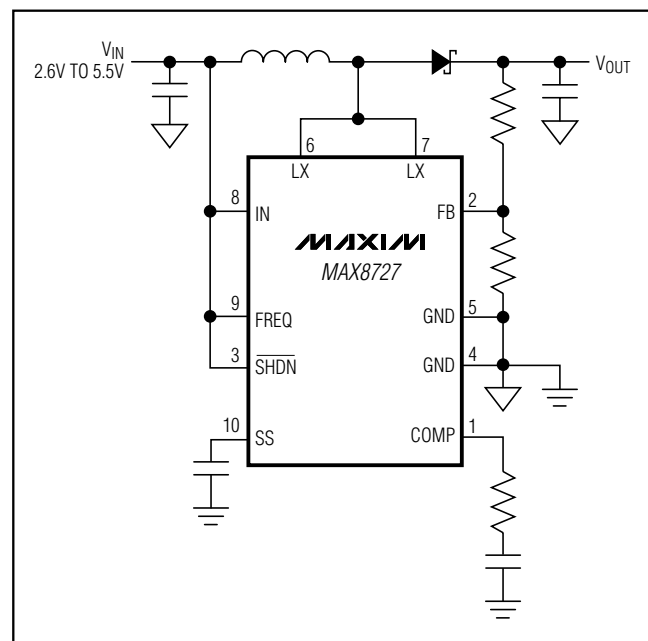 VIN
2.6V TO 5.5V
VOUT
6
7
LX
LX
8
IN
2
FB
MAXIM
MAX8727
9
FREQ
5
GND
3
SHDN
4
GND
10
SS
1
COMP